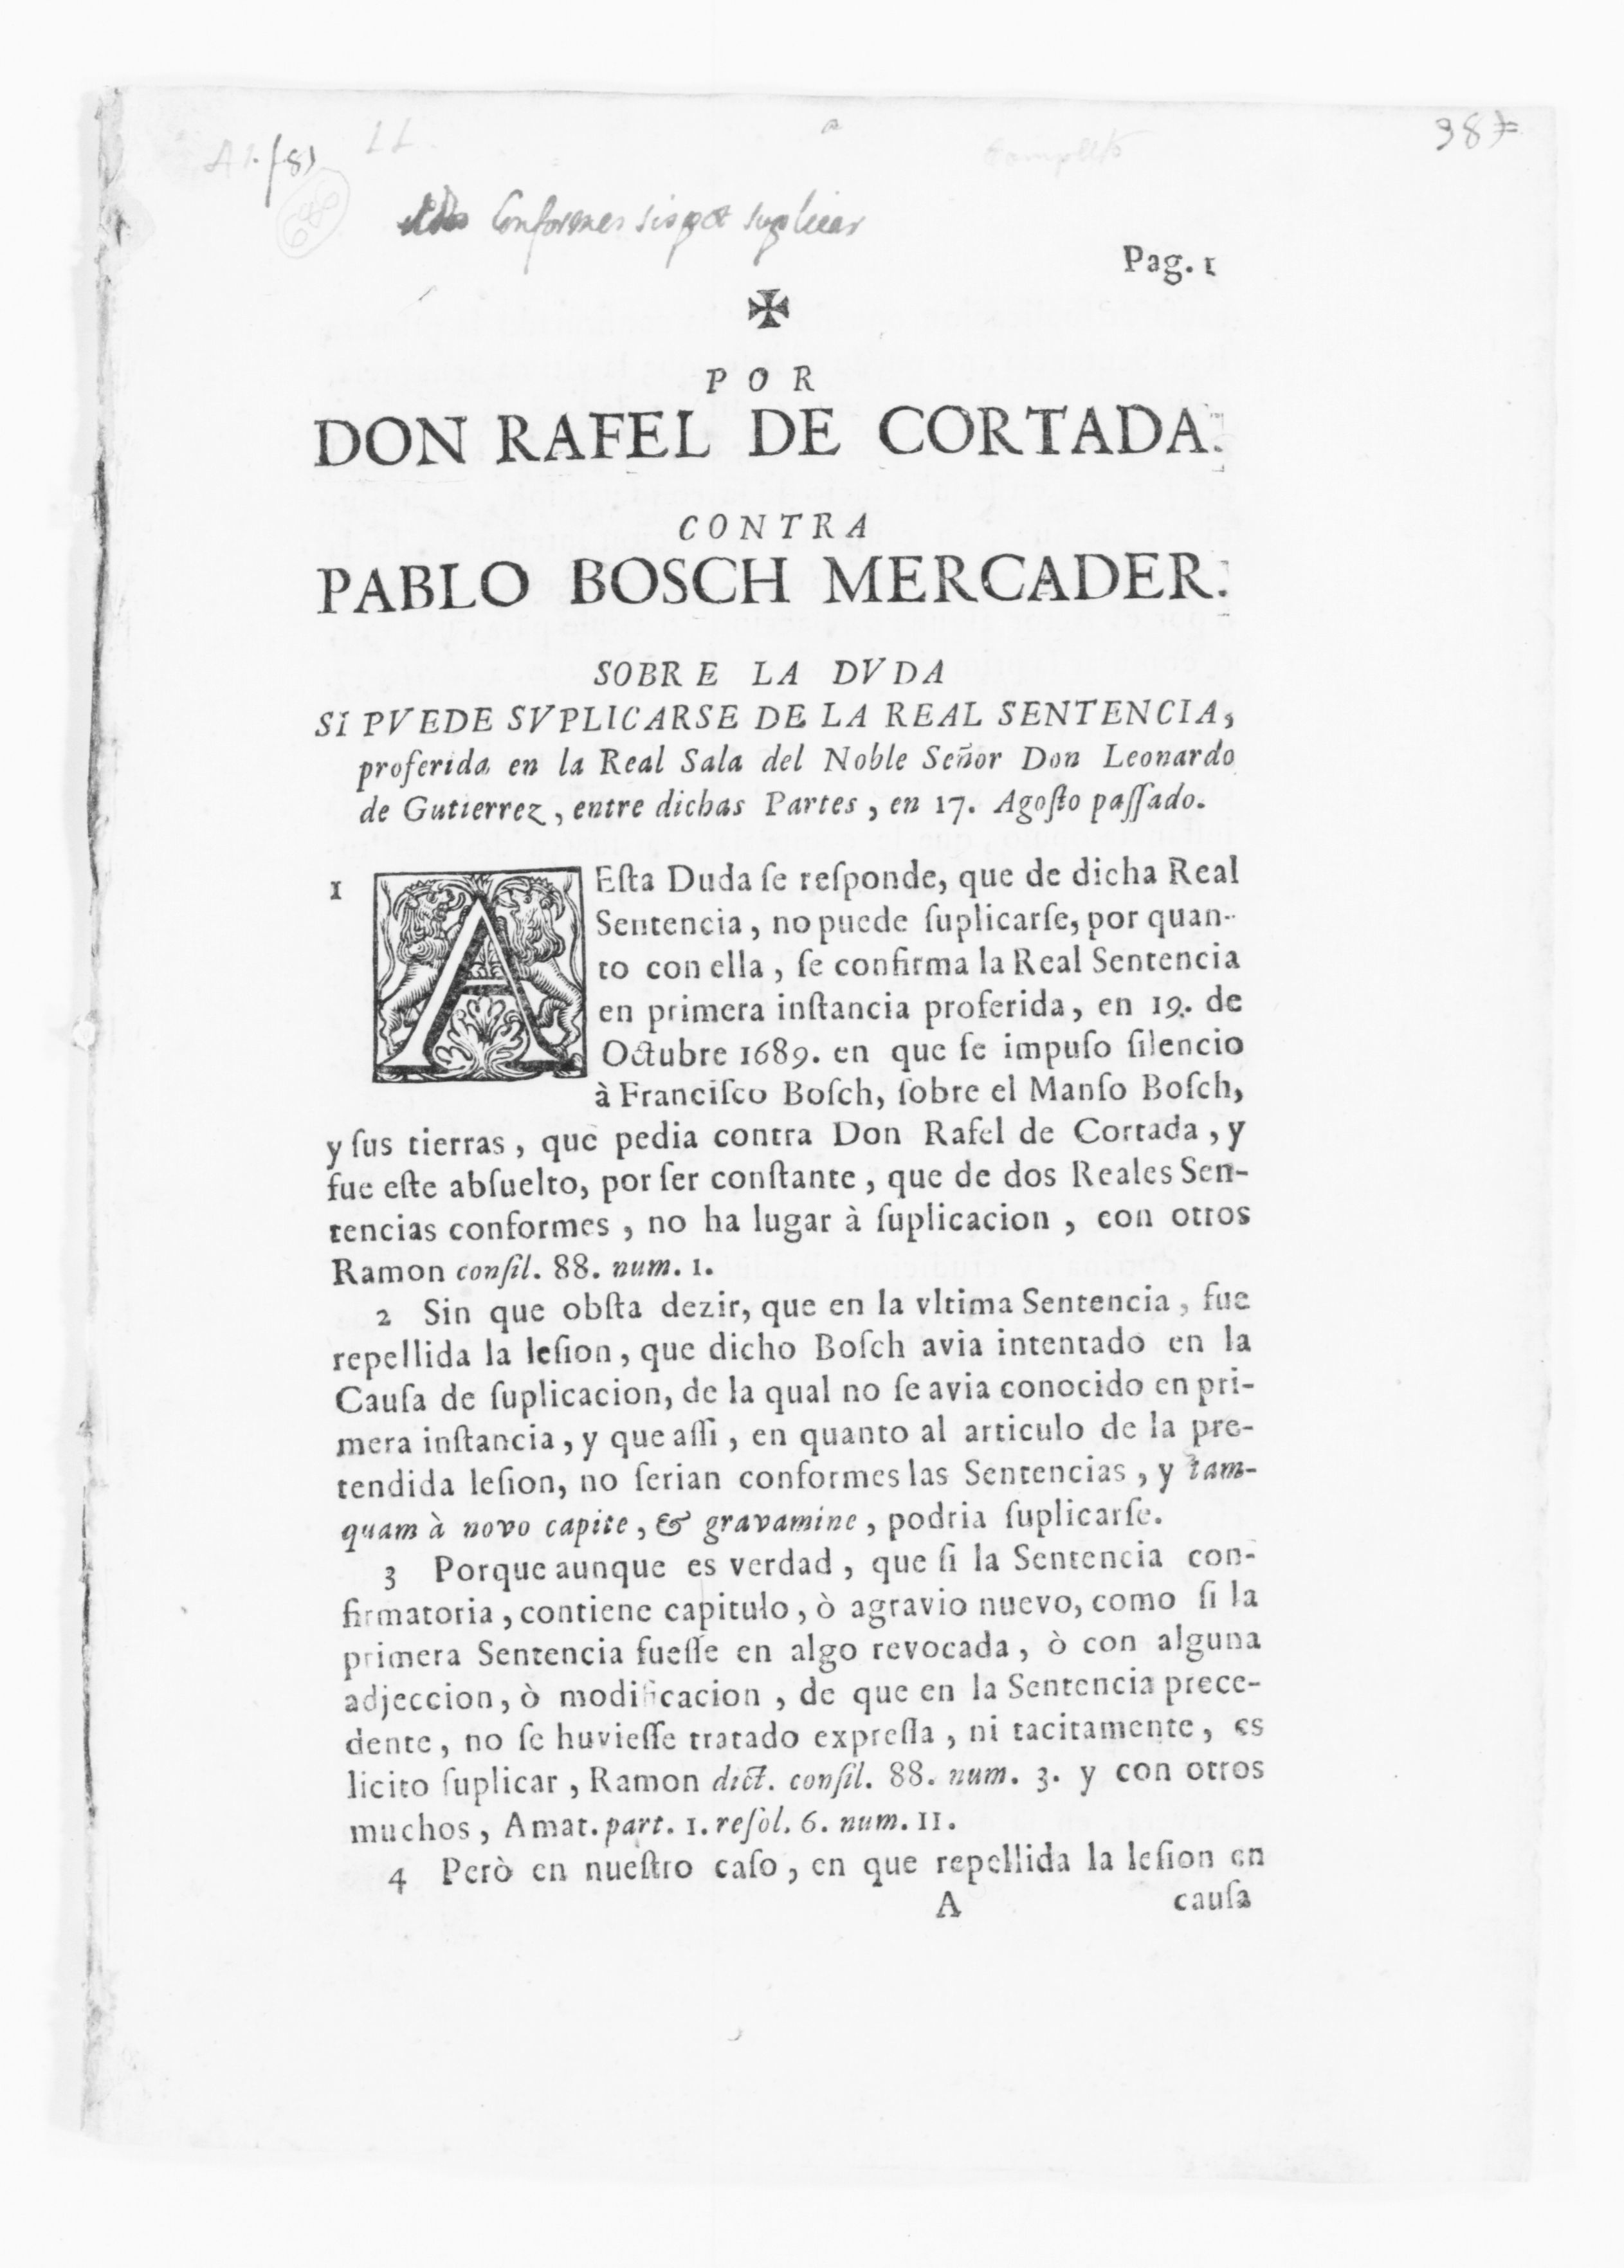 A1.(8)
LL
Completo
688
Conformes si es pot suplicar
Pag. 1
✠
POR
DON RAFEL DE CORTADA.
CONTRA
PABLO BOSCH MERCADER.
SOBRE LA DVDA
SI PVEDE SVPLICARSE DE LA REAL SENTENCIA,
proferida en la Real Sala del Noble Señor Don Leonardo
de Gutierrez, entre dichas Partes, en 17. Agoſto paſſado.
1 A Eſta Duda ſe reſponde, que de dicha Real
Sentencia, no puede ſuplicarſe, por quan-
to con ella, ſe confirma la Real Sentencia
en primera inſtancia proferida, en 19. de
Octubre 1689. en que ſe impuſo ſilencio
à Franciſco Boſch, ſobre el Manſo Boſch,
y ſus tierras, que pedia contra Don Rafel de Cortada, y
fue eſte abſuelto, por ſer conſtante, que de dos Reales Sen-
tencias conformes, no ha lugar à ſuplicacion, con otros
Ramon conſil. 88. num. 1.
2 Sin que obſta dezir, que en la vltima Sentencia, fue
repellida la leſion, que dicho Boſch avia intentado en la
Cauſa de ſuplicacion, de la qual no ſe avia conocido en pri-
mera inſtancia, y que aſſi, en quanto al articulo de la pre-
tendida leſion, no ſerian conformes las Sentencias, y tam-
quam à novo capite, & gravamine, podria ſuplicarſe.
3 Porque aunque es verdad, que ſi la Sentencia con-
firmatoria, contiene capitulo, ò agravio nuevo, como ſi la
primera Sentencia fueſſe en algo revocada, ò con alguna
adjeccion, ò modificacion, de que en la Sentencia prece-
dente, no ſe huvieſſe tratado expreſſa, ni tacitamente, es
licito ſuplicar, Ramon dict. conſil. 88. num. 3. y con otros
muchos, Amat. part. 1. reſol. 6. num. 11.
4 Però en nueſtro caſo, en que repellida la leſion en
A cauſa